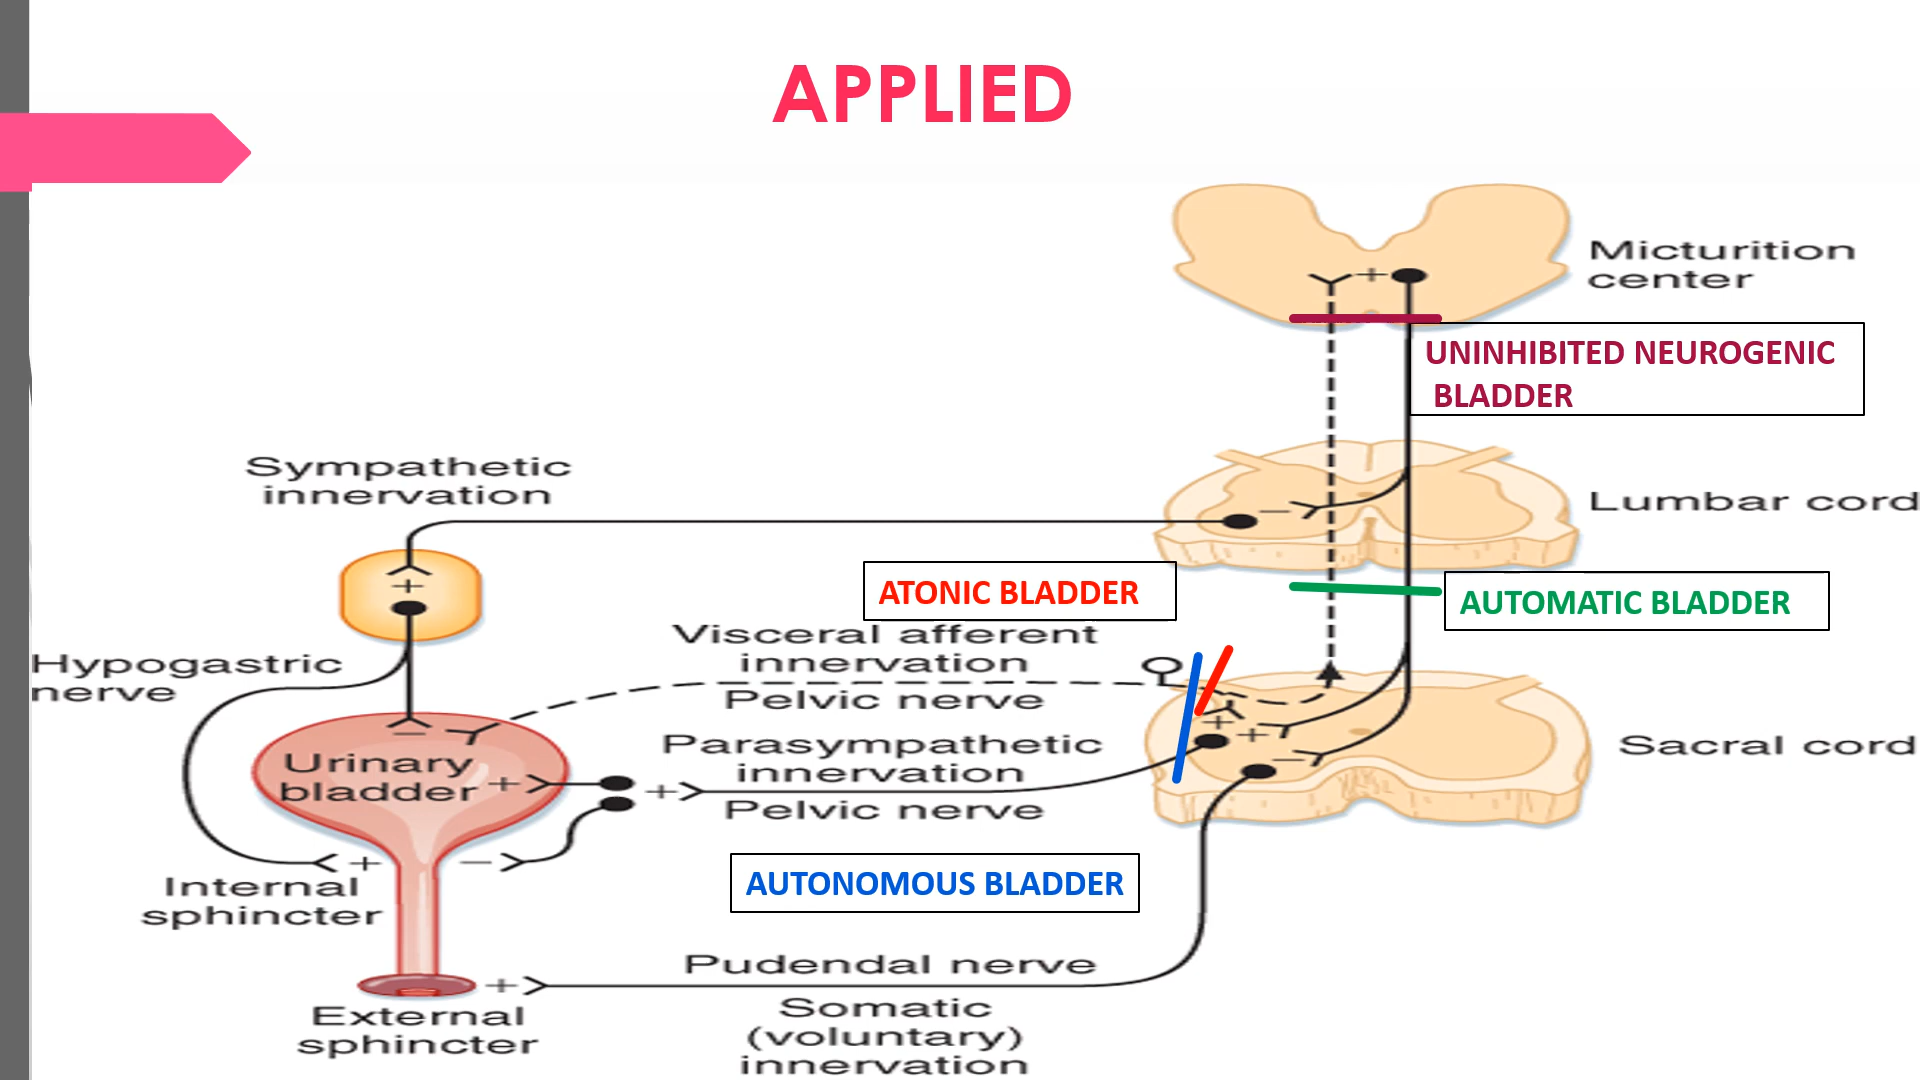 APPLIED
Micturition
center
UNINHIBITED NEUROGENIC
BLADDER
Sympathetic
innervation
Lumbar cord
+
−
ATONIC BLADDER
AUTOMATIC BLADDER
Visceral afferent
innervation
Pelvic nerve
Hypogastric
nerve
Parasympathetic
innervation
Pelvic nerve
Sacral cord
Urinary
bladder
AUTONOMOUS BLADDER
Internal
sphincter
Pudendal nerve
External
sphincter
Somatic
(voluntary)
innervation